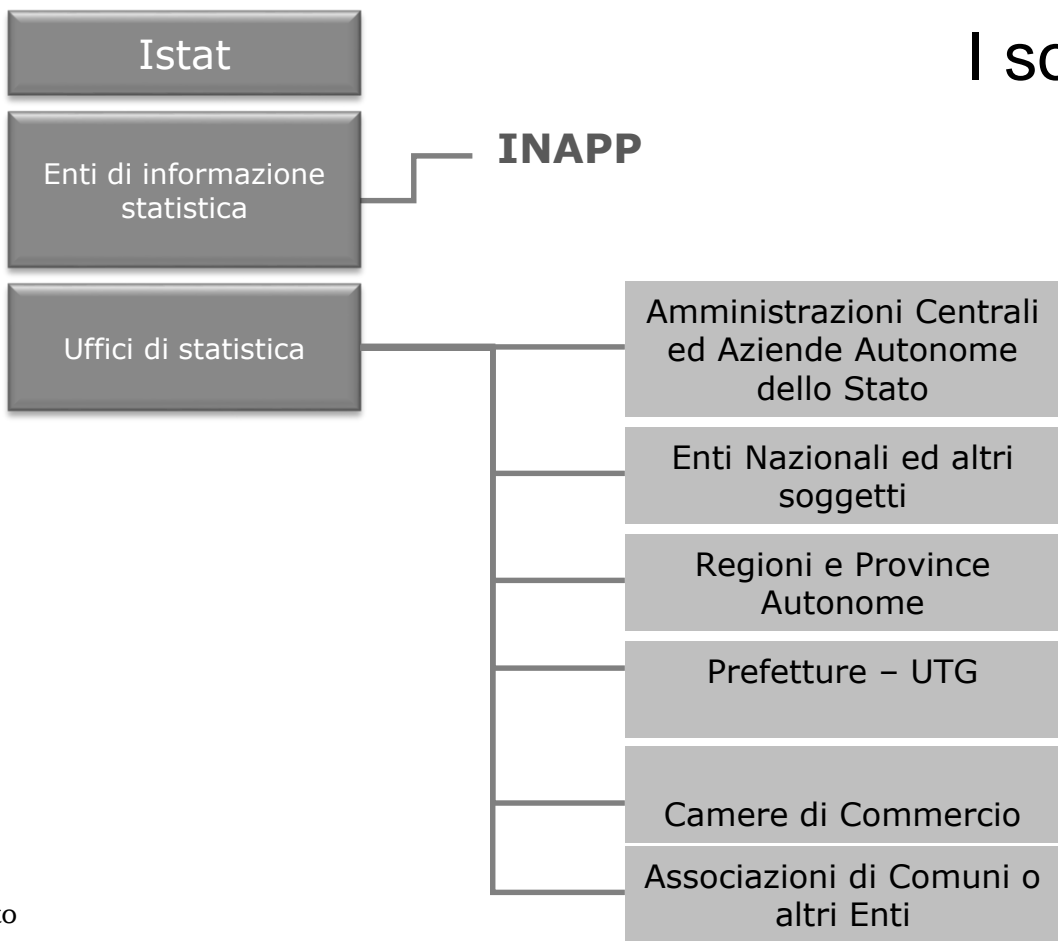 I
Istat
INAPP
Enti di informazione
statistica
Uffici di statistica
Amministrazioni Centrali
ed Aziende Autonome
dello Stato
Enti Nazionali ed altri
soggetti
Regioni e Province
Autonome
Prefetture – UTG
Camere di Commercio
Associazioni di Comuni o
altri Enti